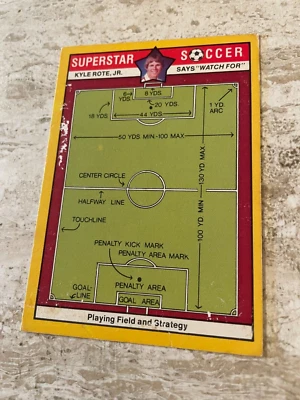 SUPERSTAR SOCCER
KYLE ROTE, JR. SAYS "WATCH FOR"
6 YDS.
8 YDS.
1 YD. ARC
20 YDS.
18 YDS.
44 YDS.
50 YDS MIN-100 MAX
100 YDS. MIN - 130 YD MAX
CENTER CIRCLE
HALFWAY LINE
TOUCHLINE
PENALTY KICK MARK
PENALTY AREA MARK
PENALTY AREA
GOAL-LINE
GOAL AREA
Playing Field and Strategy